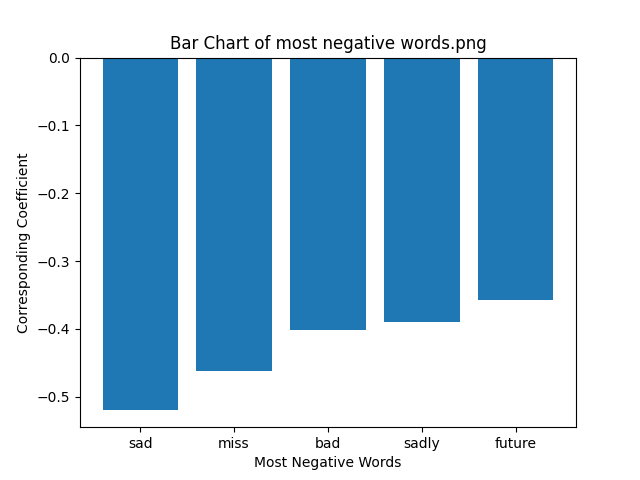 Bar Chart of most negative words.png
0.0
−0.1
−0.2
−0.3
−0.4
−0.5
Corresponding Coefficient
sad miss bad sadly future
Most Negative Words